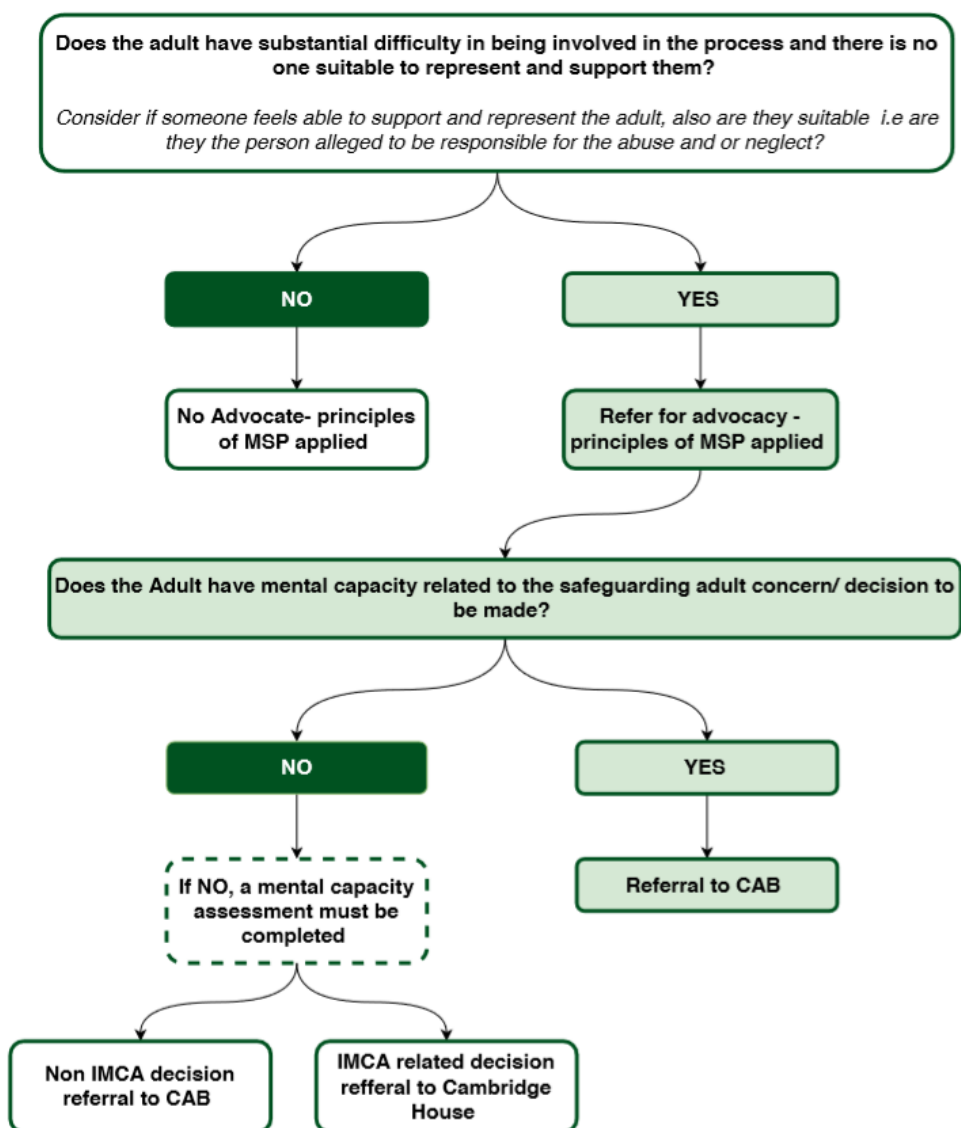 Does the adult have substantial difficulty in being involved in the process and there is no
one suitable to represent and support them?
Consider if someone feels able to support and represent the adult, also are they suitable i.e are
they the person alleged to be responsible for the abuse and or neglect?
NO
YES
No Advocate- principles
of MSP applied
Refer for advocacy -
principles of MSP applied
Does the Adult have mental capacity related to the safeguarding adult concern/ decision to
be made?
NO
YES
If NO, a mental capacity
assessment must be
completed
Referral to CAB
Non IMCA decision
referral to CAB
IMCA related decision
refferal to Cambridge
House